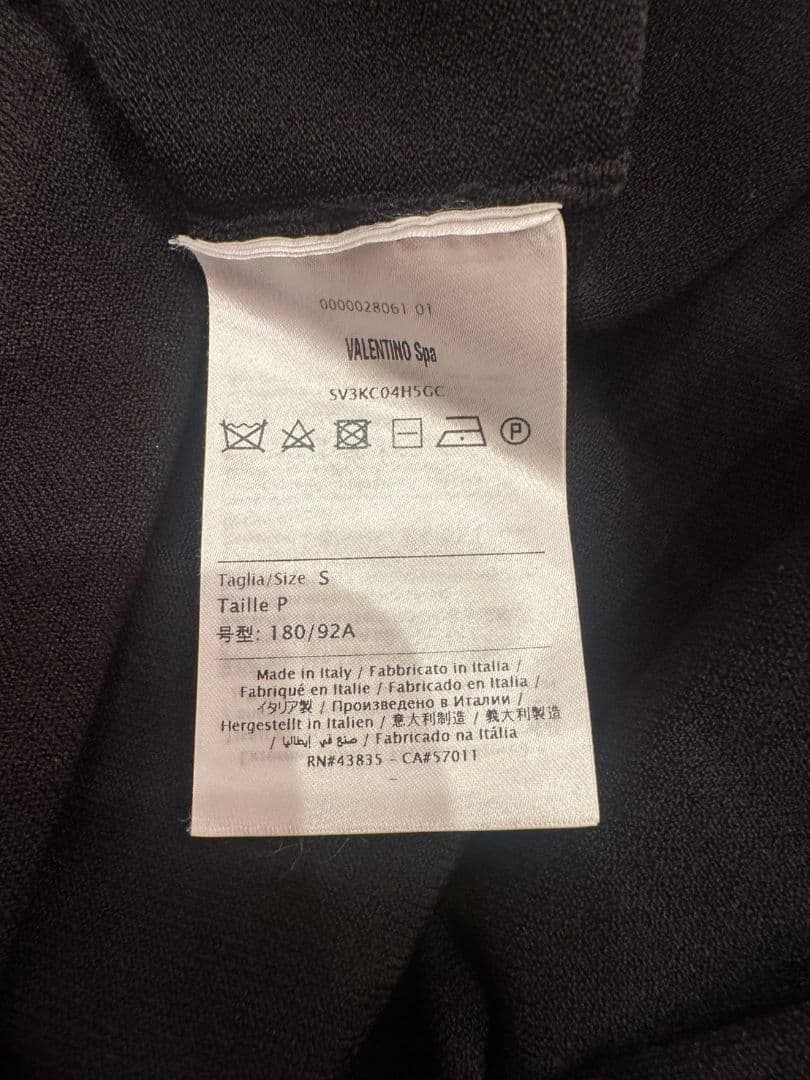 0000028061 01
VALENTINO Spa
SV3KC04H5GC
P
Taglia/Size S
Taille P
号型: 180/92A
Made in Italy / Fabbricato in Italia /
Fabriqué en Italie / Fabricado en Italia /
イタリア製 / Произведено в Италии /
Hergestellt in Italien / 意大利制造 / 義大利製造
/ صنع في إيطاليا / Fabricado na Itália
RN#43835 - CA#57011
-